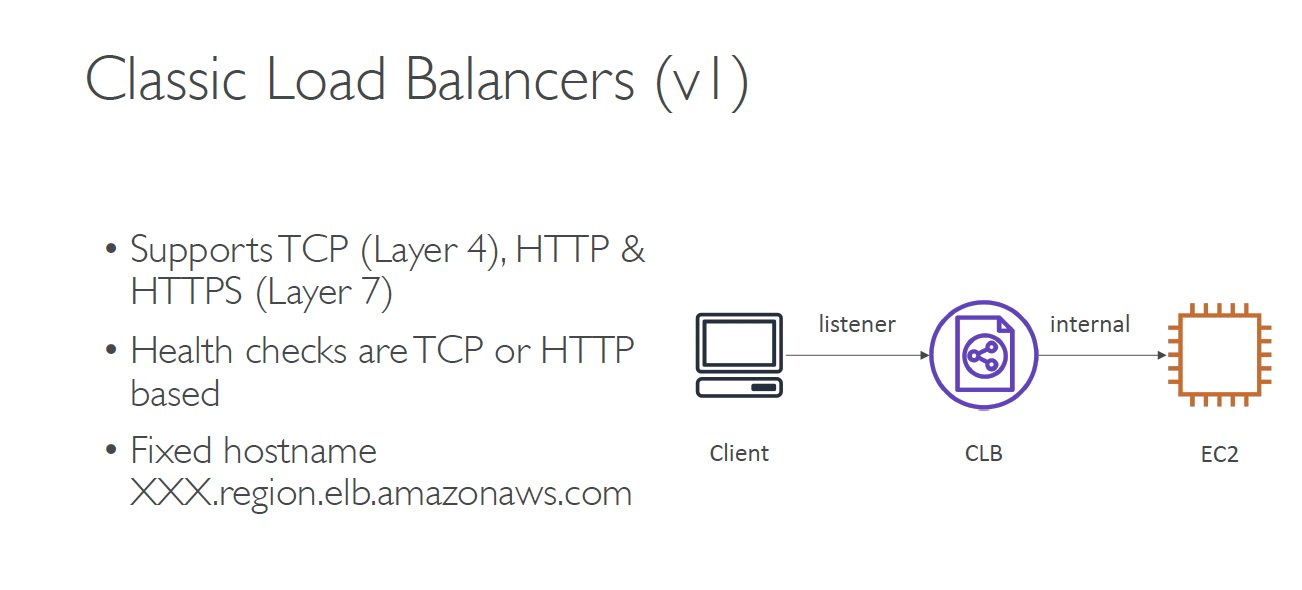 Classic Load Balancers (v1)
• Supports TCP (Layer 4), HTTP &
HTTPS (Layer 7)
• Health checks are TCP or HTTP
based
• Fixed hostname
XXX.region.elb.amazonaws.com
listener
internal
Client
CLB
EC2